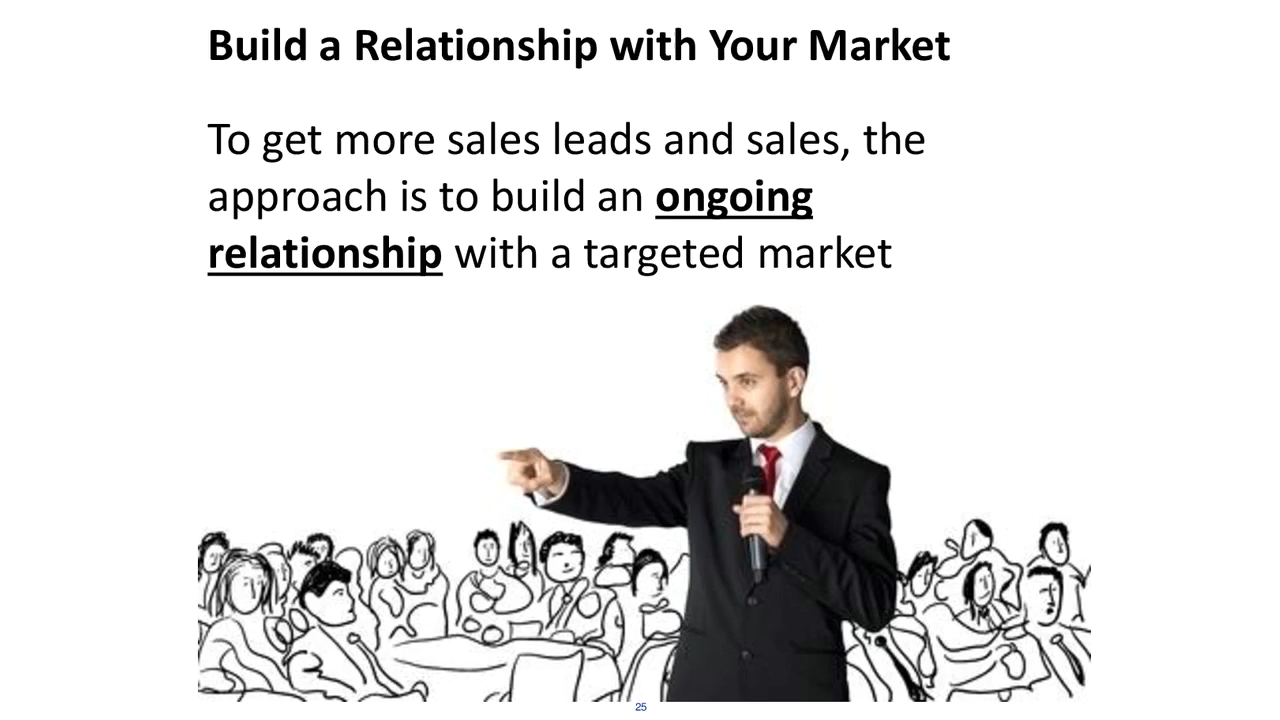 Build a Relationship with Your Market
To get more sales leads and sales, the
approach is to build an ongoing
relationship with a targeted market
25